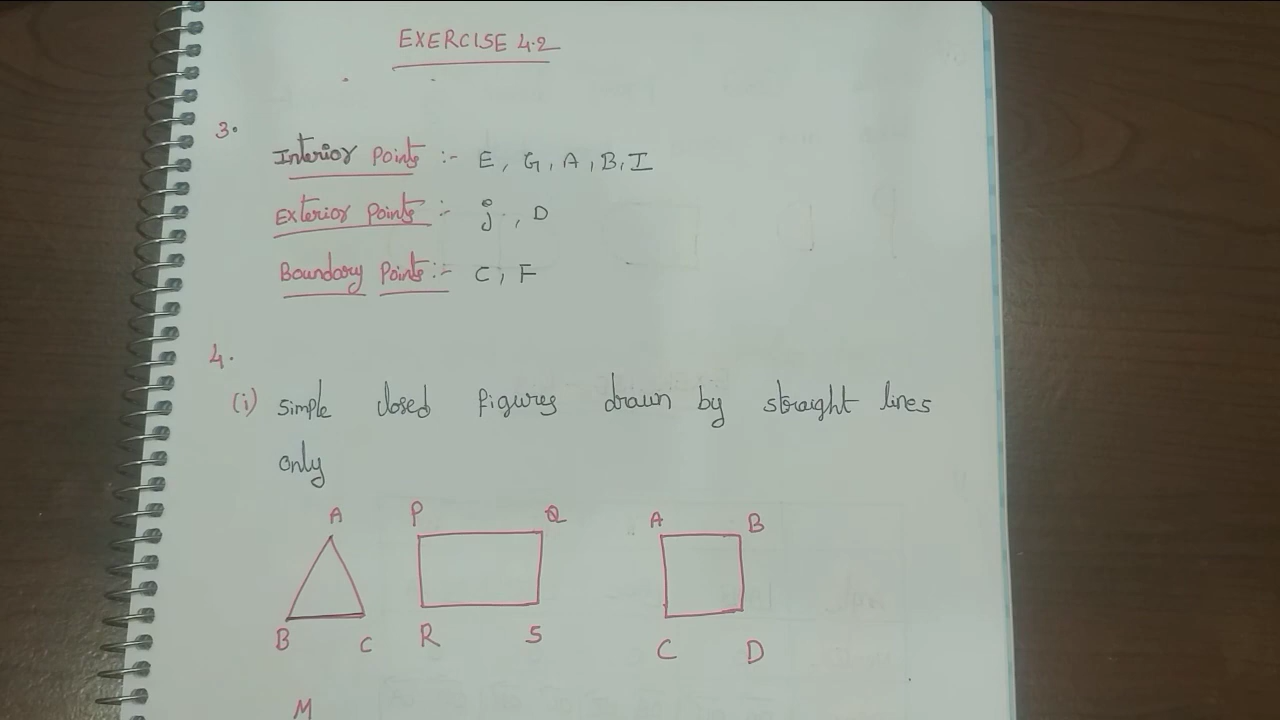 EXERCISE 4.2
3.
Interior Points :- E, G, A, B, I
Exterior Points :- j, D
Boundary Points :- C, F
4.
(i) simple closed figures drawn by straight lines
only
A P Q A B
B C R S C D
M